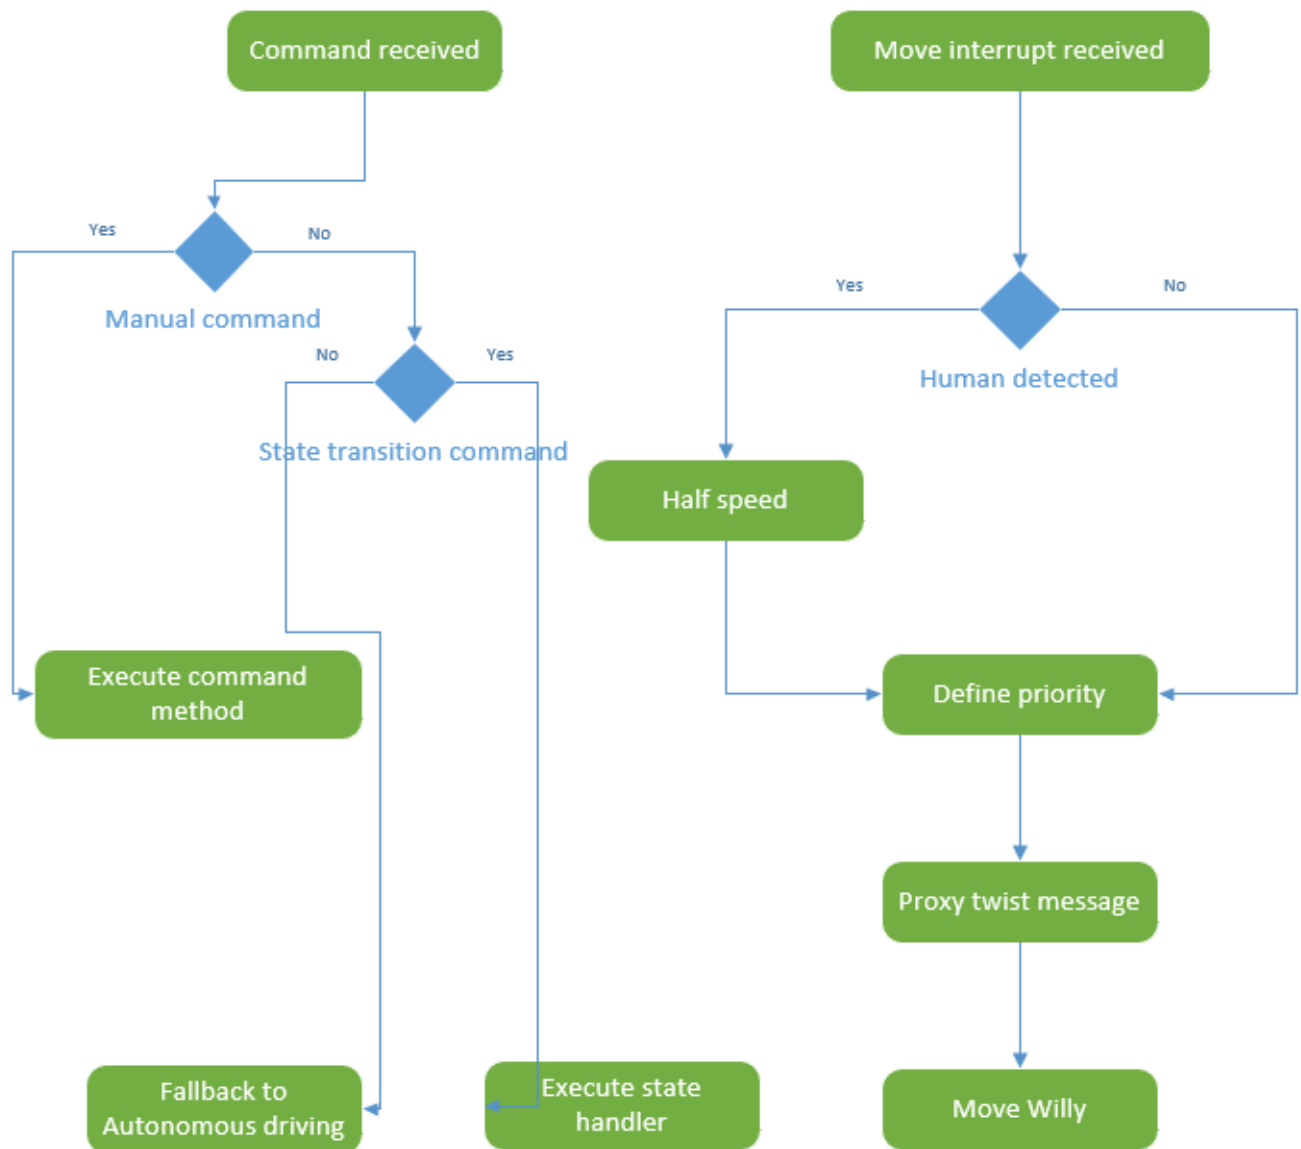 Command received
Move interrupt received
Yes
No
Manual command
No
Yes
State transition command
Yes
No
Human detected
Half speed
Execute command
method
Define priority
Proxy twist message
Fallback to
Autonomous driving
Execute state
handler
Move Willy